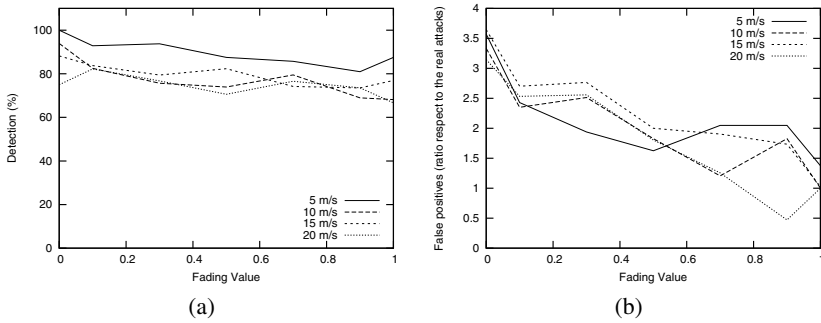 100
80
60
40
20
0
Detection (%)
0
0.2
0.4
0.6
0.8
1
Fading Value
5 m/s
10 m/s
15 m/s
20 m/s
(a)
4
3.5
3
2.5
2
1.5
1
0.5
0
False positives (ratio respect to the real attacks)
5 m/s
10 m/s
15 m/s
20 m/s
0
0.2
0.4
0.6
0.8
1
Fading Value
(b)